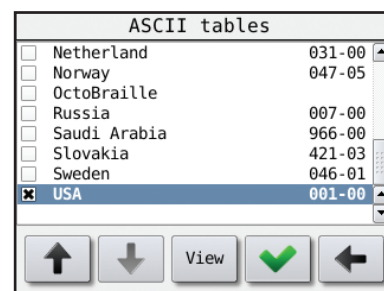 ASCII tables
Netherland 031-00
Norway 047-05
OctoBraille
Russia 007-00
Saudi Arabia 966-00
Slovakia 421-03
Sweden 046-01
USA 001-00
View